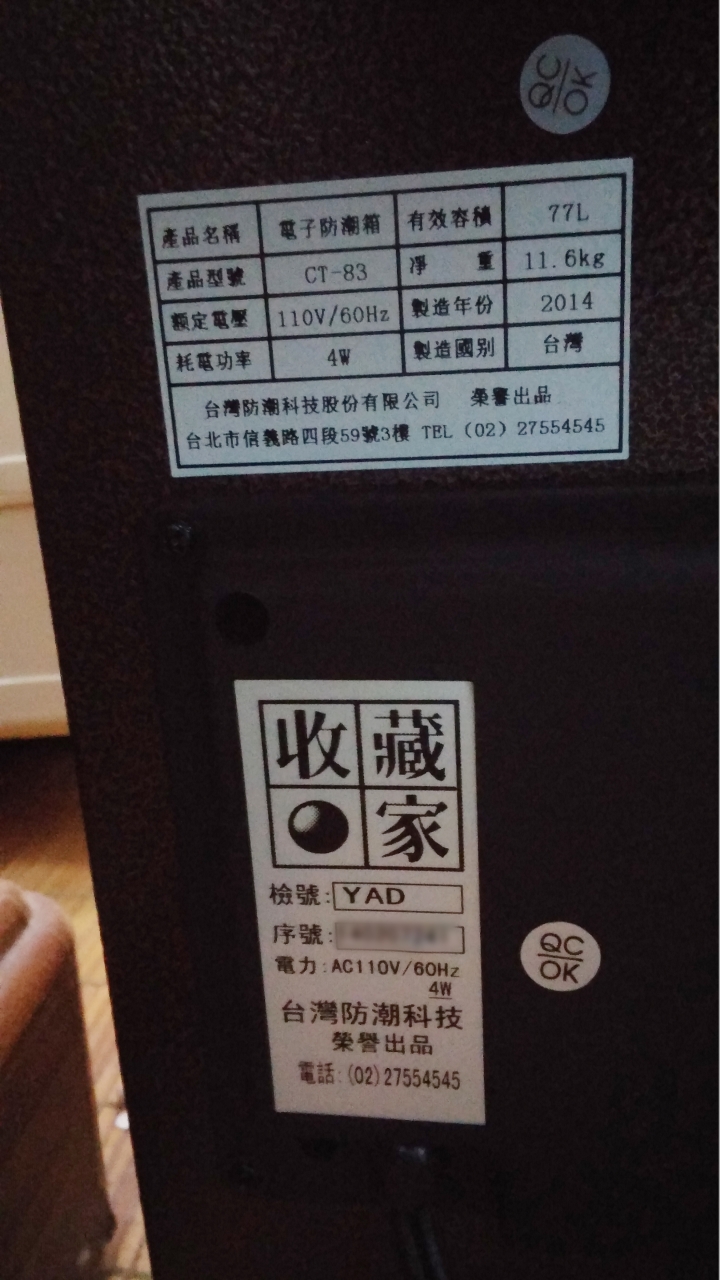 QC
OK
產品名稱 電子防潮箱 有效容積 77L
產品型號 CT-83 凈重 11.6kg
额定電壓 110V/60Hz 製造年份 2014
耗電功率 4W 製造國别 台灣
台灣防潮科技股份有限公司 榮譽出品
台北市信義路四段59號3樓 TEL (02) 27554545
收藏
家
檢號: YAD
序號:
電力: AC110V/60Hz
4W
QC
OK
台灣防潮科技
榮譽出品
電話: (02)27554545